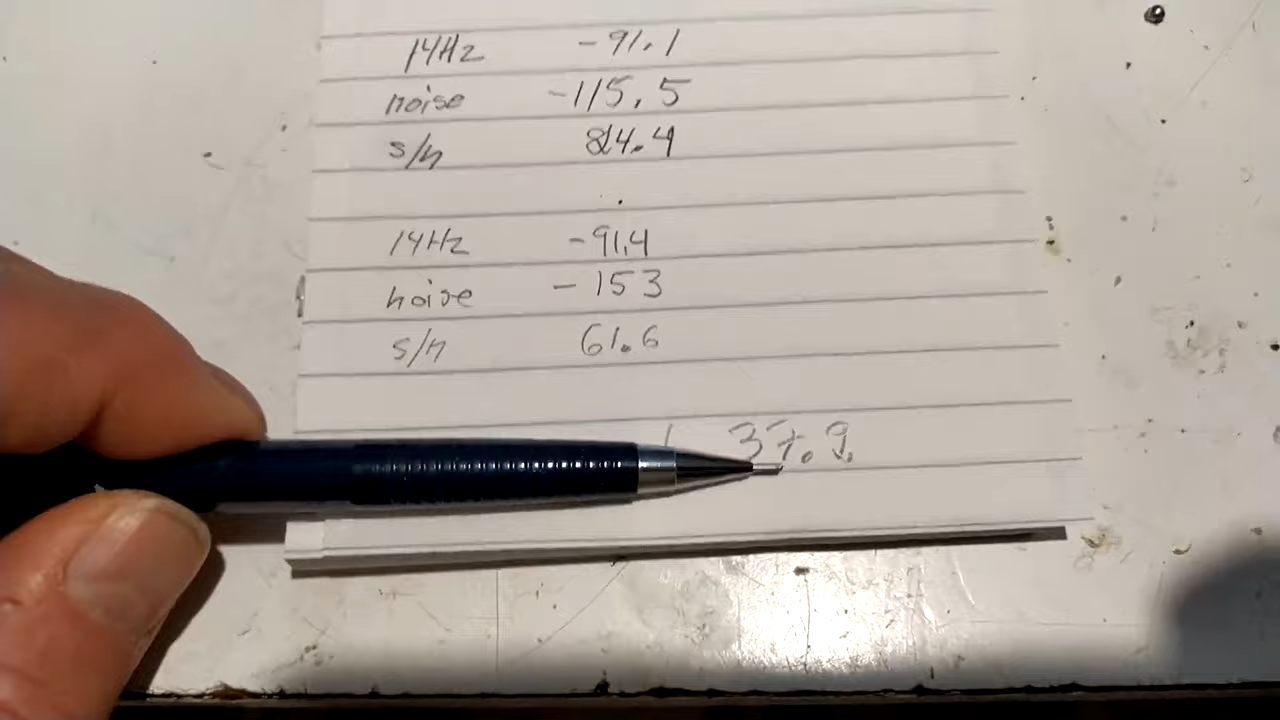 14Hz -91.1
noise -115.5
s/n 24.4
14Hz -91.4
noise -153
s/n 61.6
37.9.